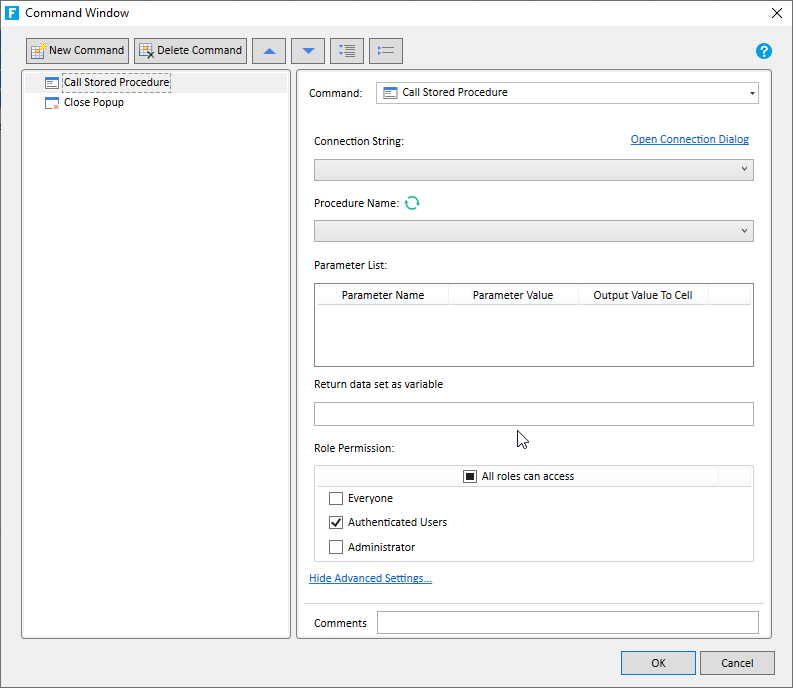 F Command Window
New Command Delete Command
?
Call Stored Procedure
Close Popup
Command: Call Stored Procedure
Connection String: Open Connection Dialog
Procedure Name:
Parameter List:
Parameter Name Parameter Value Output Value To Cell
Return data set as variable
Role Permission:
All roles can access
Everyone
Authenticated Users
Administrator
Hide Advanced Settings...
Comments
OK Cancel